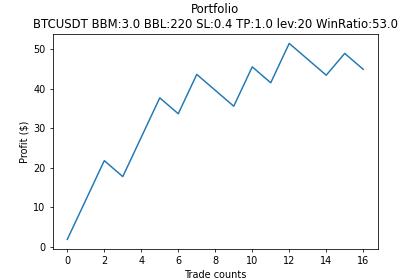 Portfolio
BTCUSDT BBM:3.0 BBL:220 SL:0.4 TP:1.0 lev:20 WinRatio:53.0
50
40
30
20
10
0
Profit ($)
0 2 4 6 8 10 12 14 16
Trade counts